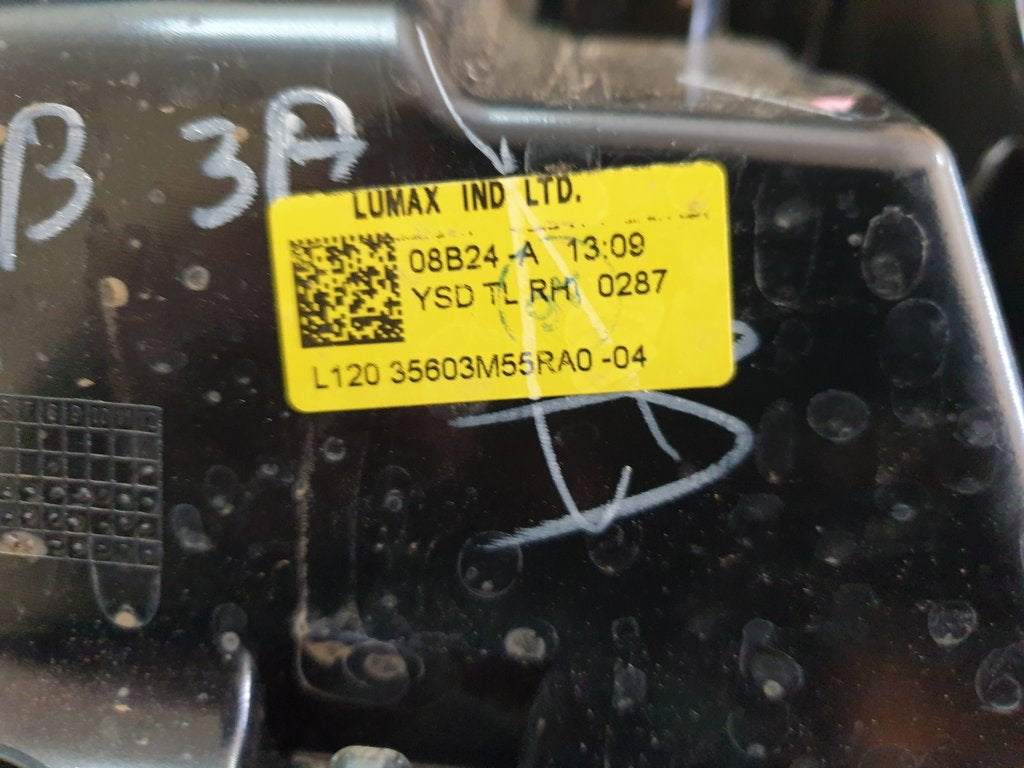 β 3A
LUMAX IND LTD.
08B24-A 13:09
YSD TL RH 0287
L120 35603M55RA0 -04